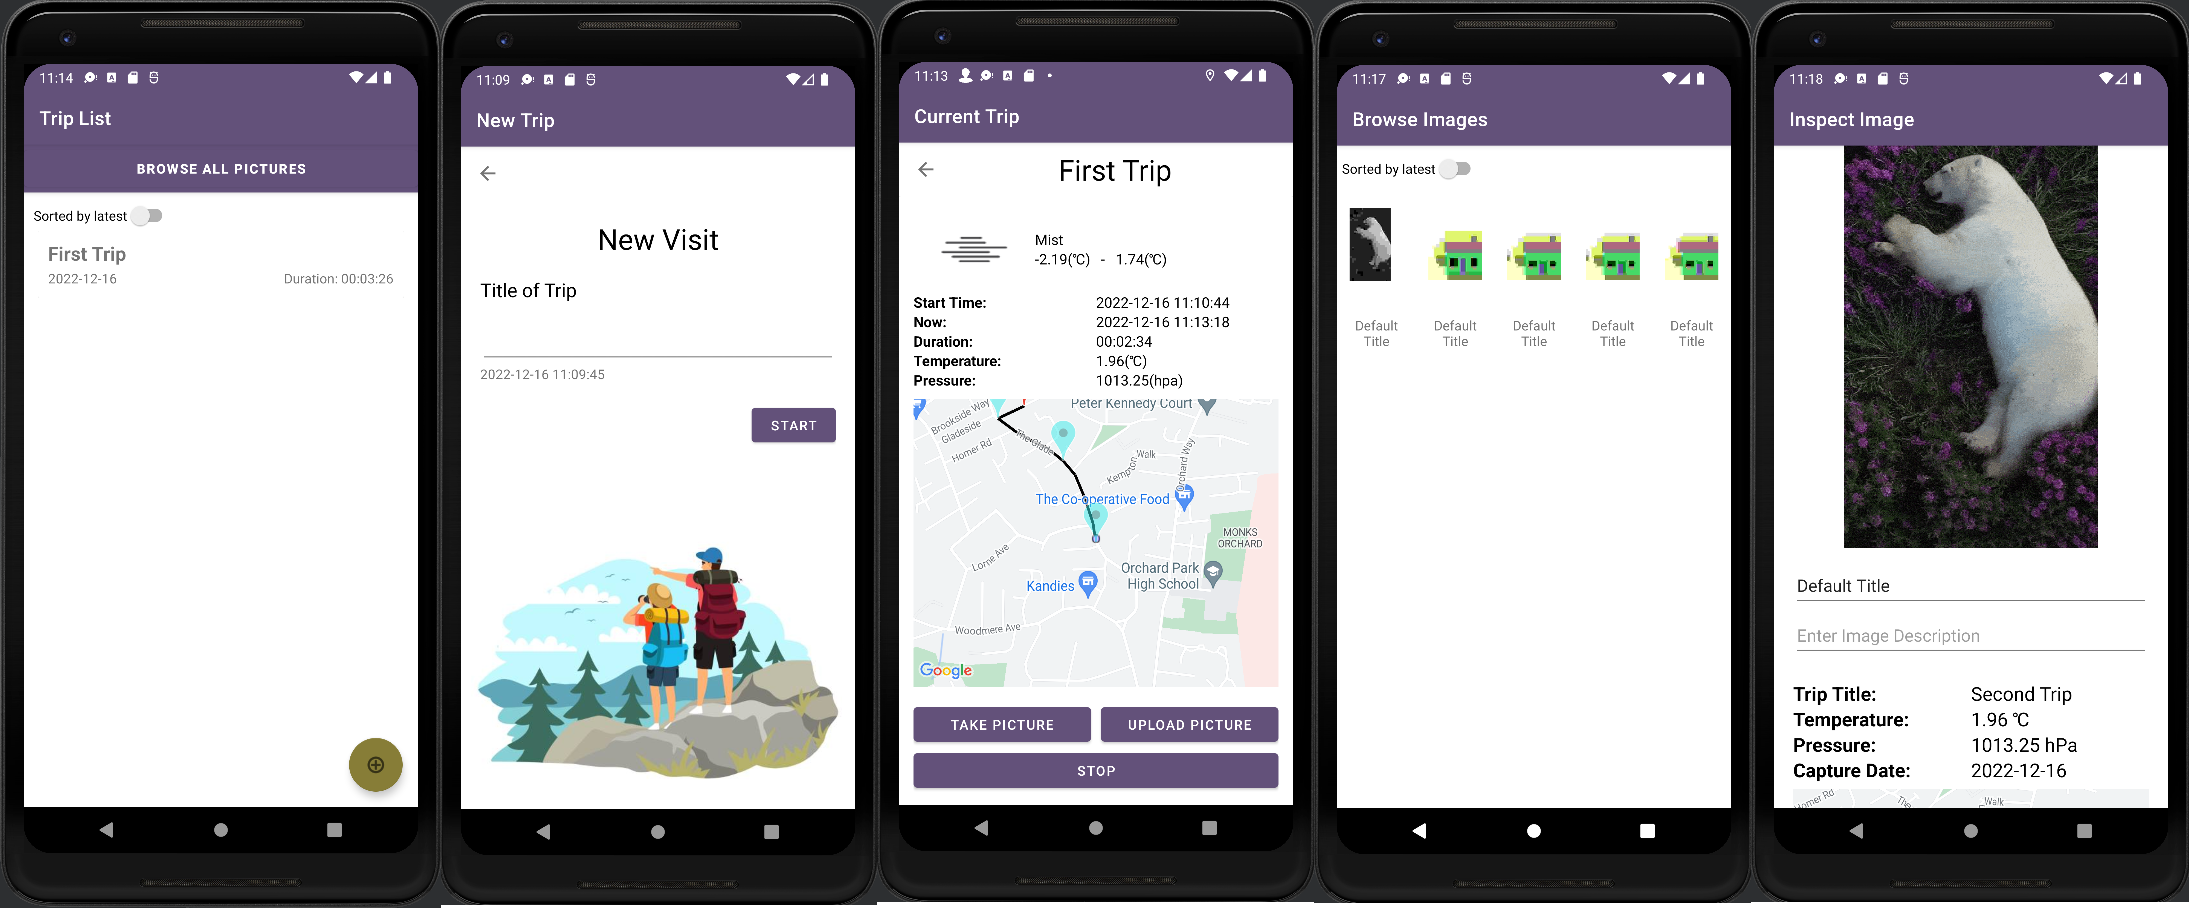 11:14
Trip List
BROWSE ALL PICTURES
Sorted by latest
First Trip
2022-12-16
Duration: 00:03:26
11:09
New Trip
New Visit
Title of Trip
2022-12-16 11:09:45
START
11:13
Current Trip
First Trip
Mist
-2.19(℃) - 1.74(℃)
Start Time: 2022-12-16 11:10:44
Now: 2022-12-16 11:13:18
Duration: 00:02:34
Temperature: 1.96(℃)
Pressure: 1013.25(hpa)
Peter Kennedy Court
Brookside Way
Gladeside
The Glade
Homer Rd
Orchard Way
Kempton Walk
The Co-operative Food
MONKS
ORCHARD
Lorne Ave
Orchard Park
High School
Kandies
Woodmere Ave
Google
TAKE PICTURE
UPLOAD PICTURE
STOP
11:17
Browse Images
Sorted by latest
Default
Title
Default
Title
Default
Title
Default
Title
Default
Title
11:18
Inspect Image
Default Title
Enter Image Description
Trip Title: Second Trip
Temperature: 1.96 ℃
Pressure: 1013.25 hPa
Capture Date: 2022-12-16
Homer Rd
The
Walk